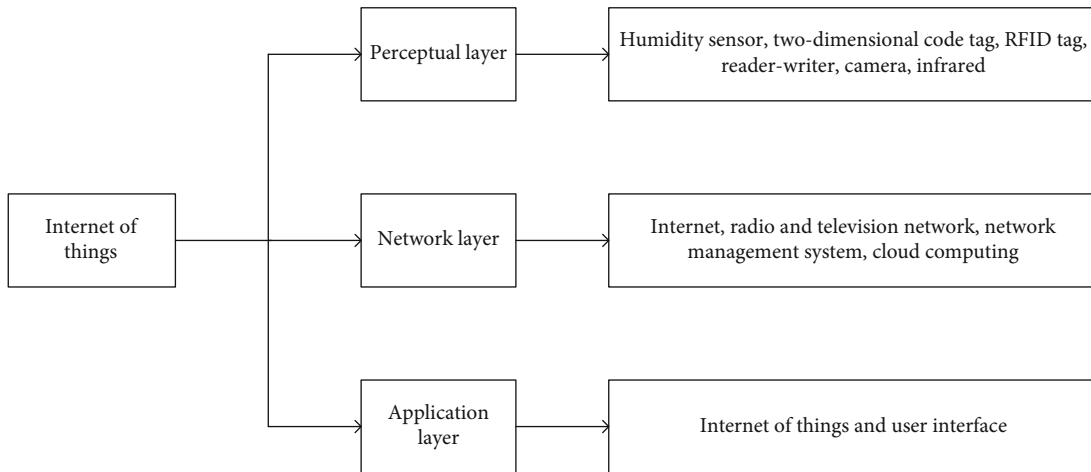 Perceptual layer
Humidity sensor, two-dimensional code tag, RFID tag,
reader-writer, camera, infrared
Internet of
things
Network layer
Internet, radio and television network, network
management system, cloud computing
Application
layer
Internet of things and user interface